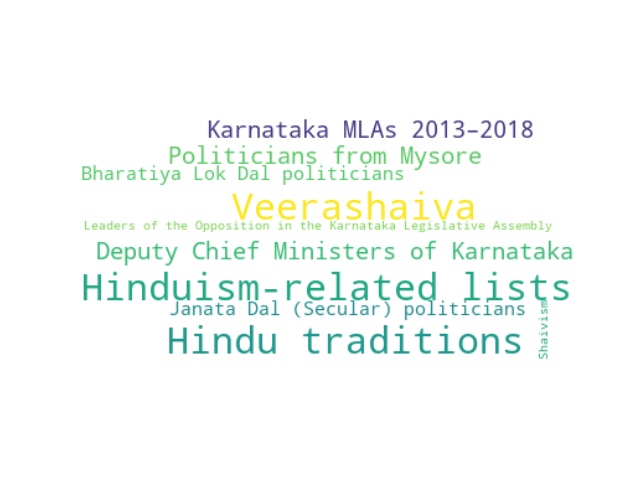 Karnataka MLAs 2013–2018
Politicians from Mysore
Bharatiya Lok Dal politicians
Veerashaiva
Leaders of the Opposition in the Karnataka Legislative Assembly
Deputy Chief Ministers of Karnataka
Hinduism-related lists
Janata Dal (Secular) politicians
Shaivism
Hindu traditions